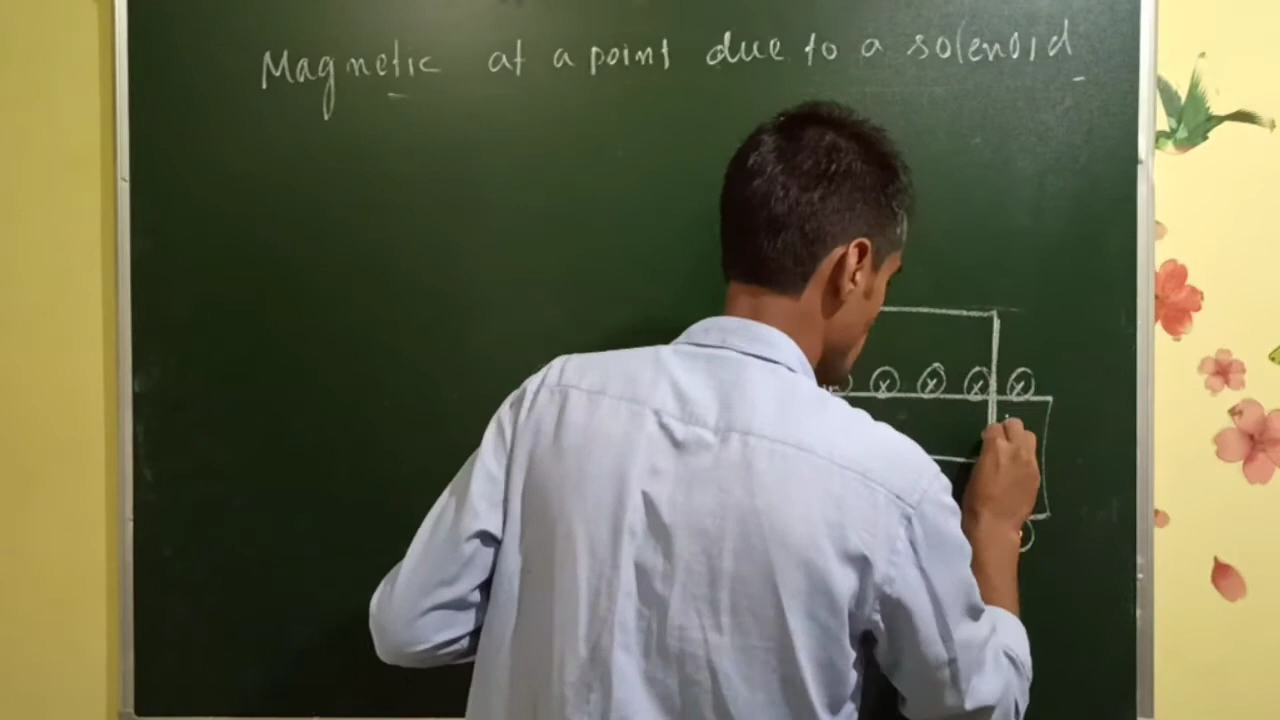 Magnetic at a point due to a solenoid
x x x x